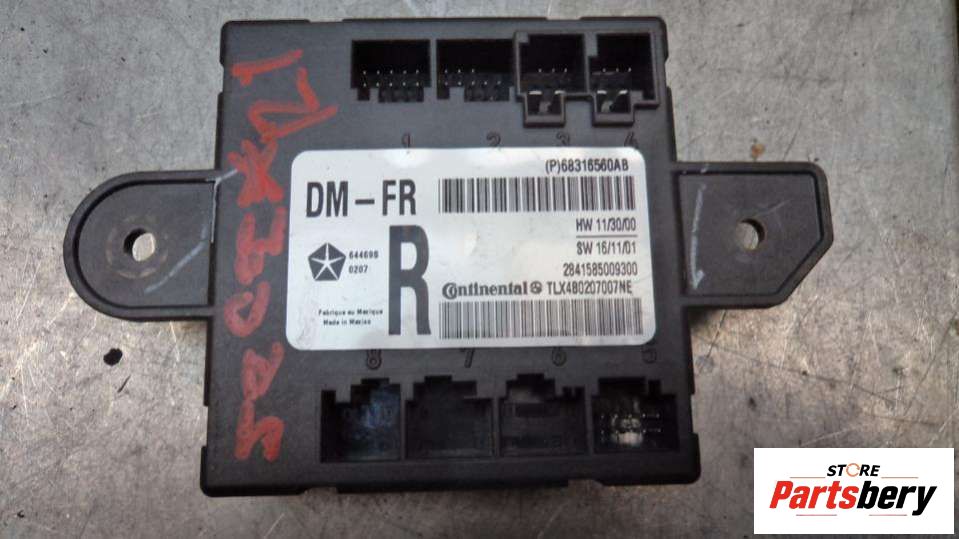 1 2 3 4
(P)68316560AB
DM-FR
HW 11/30/00
SW 16/11/01
R
64469B
0207
2841585009300
Continental TLX480207007NE
Fabriqué au Mexique
Made in Mexico
8 7 6 5
STORE
Partsbery